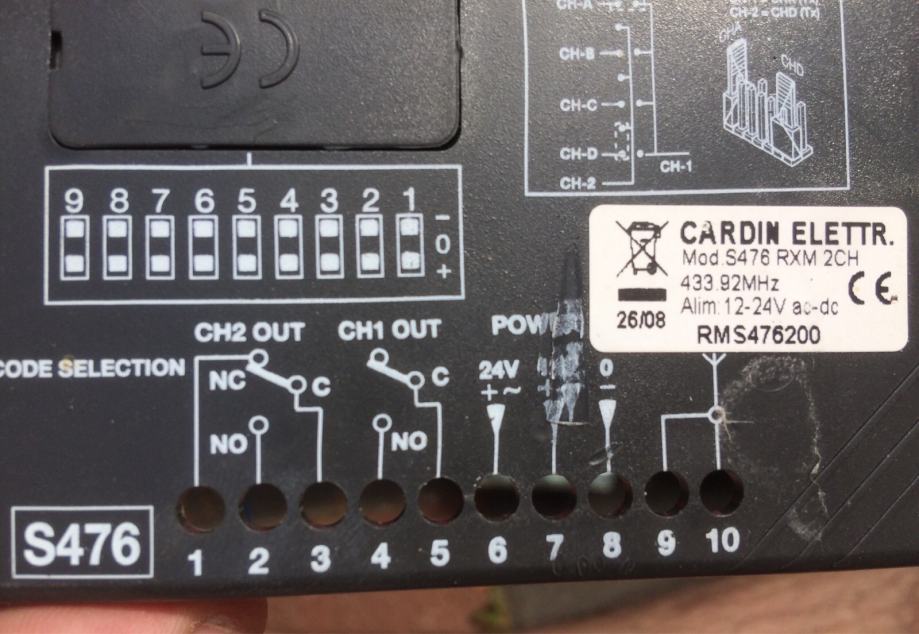 CH-A
CH-2 = CHD (Tx)
CHA
CHD
CH-B
CH-C
CH-D
CH-1
CH-2
9 8 7 6 5 4 3 2 1
−
0
+
CARDIN ELETTR.
Mod.S476 RXM 2CH
433.92MHz
Alim:12-24V ac-dc
CE
26/08
RMS476200
CODE SELECTION
CH2 OUT
CH1 OUT
NC
C
C
NO
NO
24V
+ ~
0
−
S476
1 2 3 4 5 6 7 8 9 10
CE